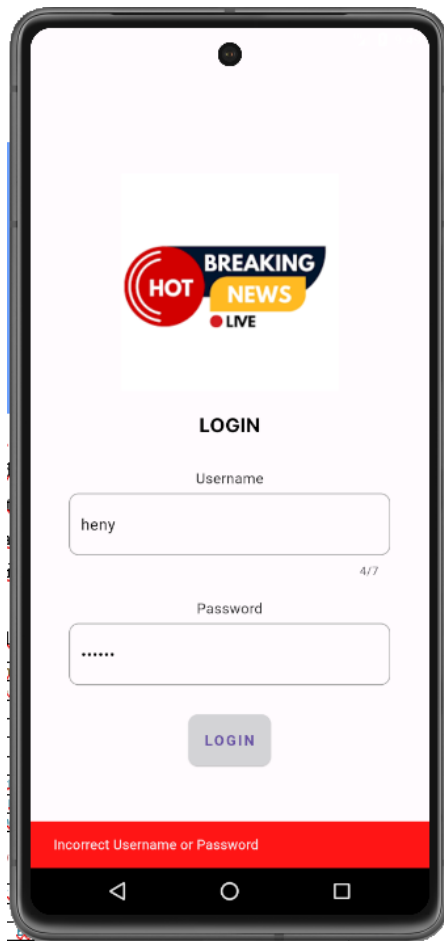 BREAKING
HOT NEWS
LIVE
LOGIN
Username
heny
4/7
Password
••••••
LOGIN
Incorrect Username or Password